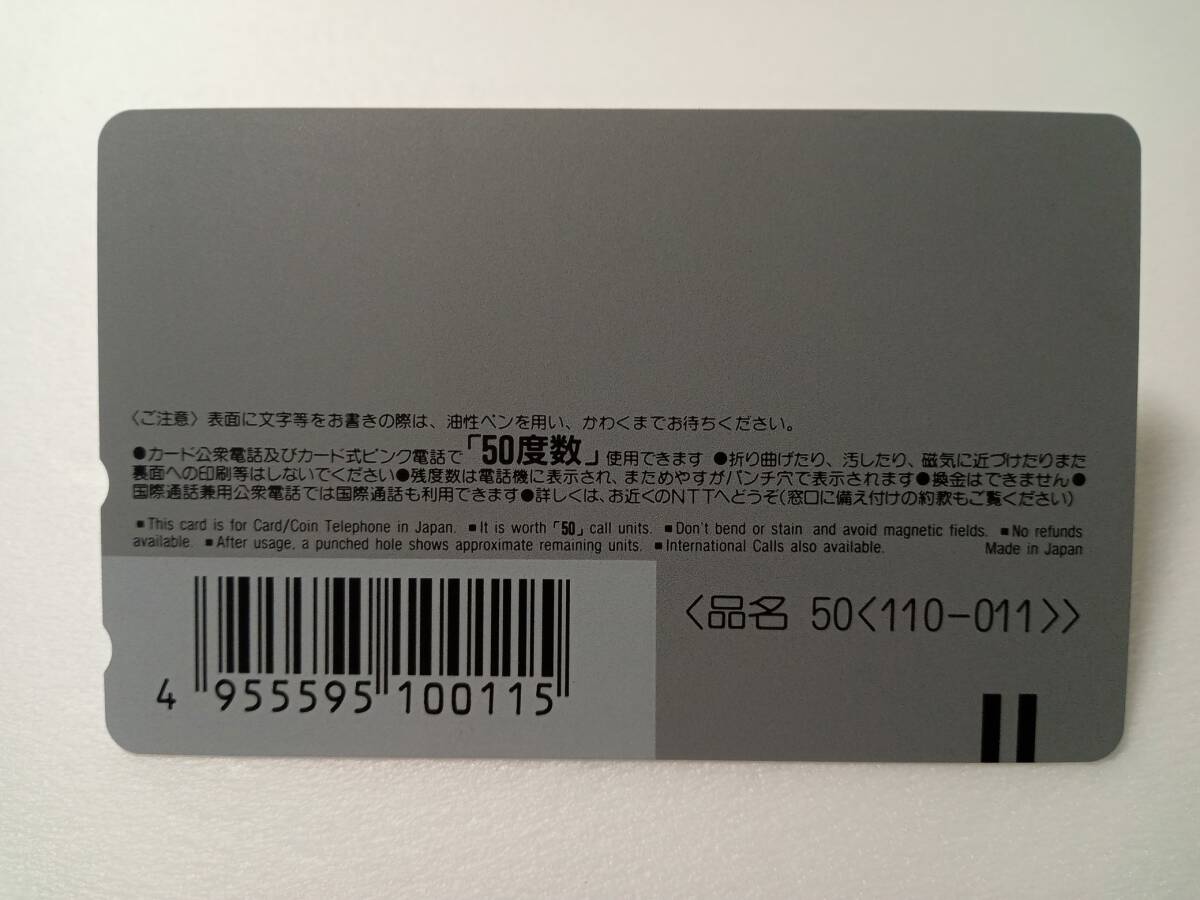 〈ご注意〉表面に文字等をお書きの際は、油性ペンを用い、かわくまでお待ちください。
●カード公衆電話及びカード式ピンク電話で「50度数」使用できます ●折り曲げたり、汚したり、磁気に近づけたりまた
裏面への印刷等はしないでください●残度数は電話機に表示され、まためやすがパンチ穴で表示されます●換金はできません●
国際通話兼用公衆電話では国際通話も利用できます●詳しくは、お近くのNTTへどうぞ(窓口に備え付けの約款もご覧ください)
■This card is for Card/Coin Telephone in Japan. ■It is worth「50」call units. ■Don't bend or stain and avoid magnetic fields. ■No refunds
available. ■After usage, a punched hole shows approximate remaining units. ■International Calls also available. Made in Japan
〈品名 50〈110-011〉〉
4 955595 100115